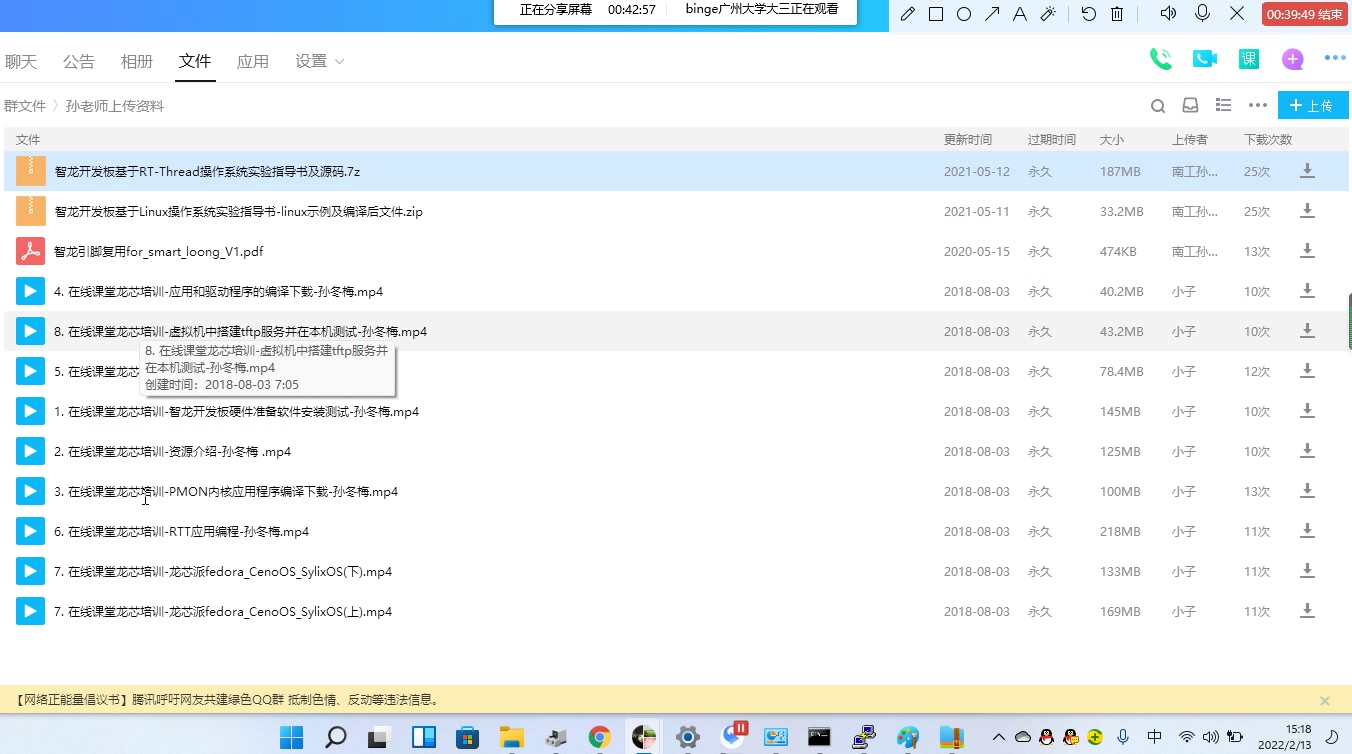 正在分享屏幕 00:42:57 binge广州大学大三正在观看
00:39:49 结束
聊天 公告 相册 文件 应用 设置
课
群文件 〉 孙老师上传资料
上传
文件 更新时间 过期时间 大小 上传者 下载次数
智龙开发板基于RT-Thread操作系统实验指导书及源码.7z 2021-05-12 永久 187MB 南工孙... 25次
智龙开发板基于Linux操作系统实验指导书-linux示例及编译后文件.zip 2021-05-11 永久 33.2MB 南工孙... 25次
智龙引脚复用for_smart_loong_V1.pdf 2020-05-15 永久 474KB 南工孙... 13次
4. 在线课堂龙芯培训-应用和驱动程序的编译下载-孙冬梅.mp4 2018-08-03 永久 40.2MB 小子 10次
8. 在线课堂龙芯培训-虚拟机中搭建tftp服务并在本机测试-孙冬梅.mp4 2018-08-03 永久 43.2MB 小子 10次
8. 在线课堂龙芯培训-虚拟机中搭建tftp服务并
在本机测试-孙冬梅.mp4
创建时间：2018-08-03 7:05
5. 在线课堂龙芯 2018-08-03 永久 78.4MB 小子 12次
1. 在线课堂龙芯培训-智龙开发板硬件准备软件安装测试-孙冬梅.mp4 2018-08-03 永久 145MB 小子 10次
2. 在线课堂龙芯培训-资源介绍-孙冬梅 .mp4 2018-08-03 永久 125MB 小子 10次
3. 在线课堂龙芯培训-PMON内核应用程序编译下载-孙冬梅.mp4 2018-08-03 永久 100MB 小子 13次
6. 在线课堂龙芯培训-RTT应用编程-孙冬梅.mp4 2018-08-03 永久 218MB 小子 11次
7. 在线课堂龙芯培训-龙芯派fedora_CenoOS_SylixOS(下).mp4 2018-08-03 永久 133MB 小子 11次
7. 在线课堂龙芯培训-龙芯派fedora_CenoOS_SylixOS(上).mp4 2018-08-03 永久 169MB 小子 11次
【网络正能量倡议书】腾讯呼吁网友共建绿色QQ群 抵制色情、反动等违法信息。
中 15:18
2022/2/13